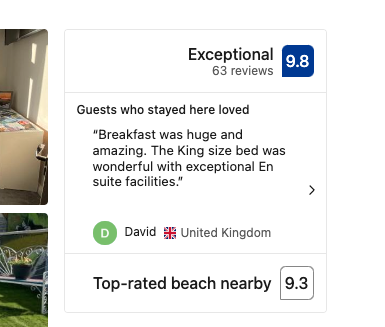 Exceptional
9.8
63 reviews
Guests who stayed here loved
“Breakfast was huge and
amazing. The King size bed was
wonderful with exceptional En
suite facilities.”
D
David
United Kingdom
Top-rated beach nearby
9.3